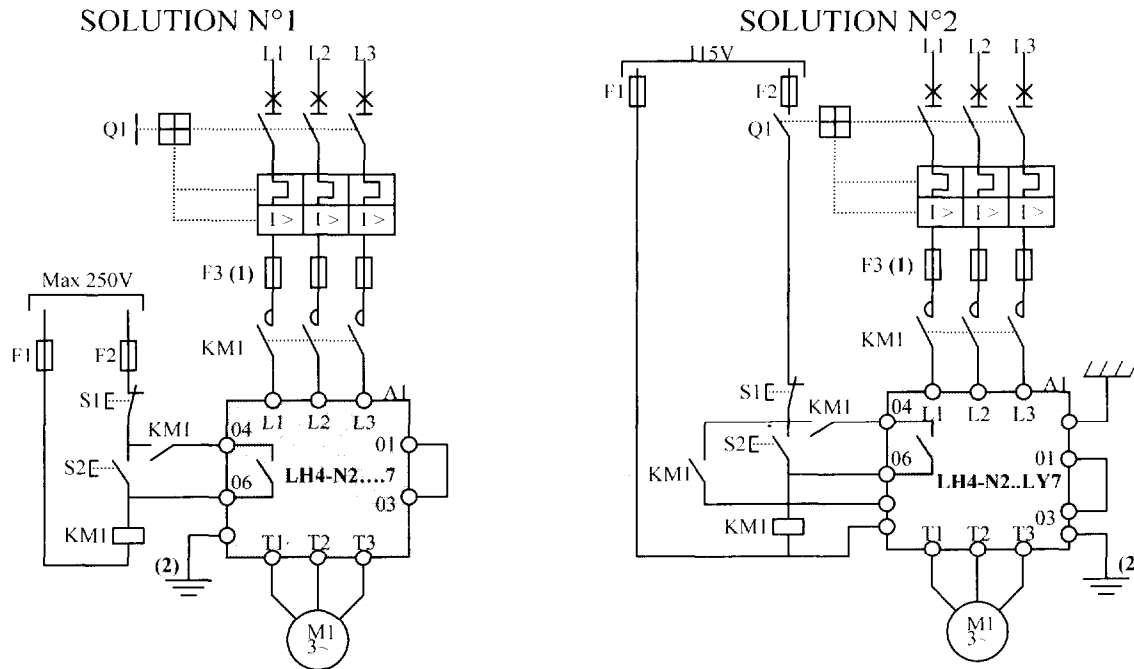 SOLUTION N°1
L1 L2 L3
Q1
I > I > I >
F3 (1)
Max 250V
F1 F2
KM1
S1
A1
L1 L2 L3
KM1
04
01
S2
LH4-N2....7
06
03
KM1
T1 T2 T3
(2)
M1
3~
SOLUTION N°2
115V
L1 L2 L3
F1 F2
Q1
I > I > I >
F3 (1)
KM1
S1
A1
KM1
04
L1 L2 L3
S2
01
06
KM1
LH4-N2..LY7
03
KM1
T1 T2 T3
(2
M1
3~